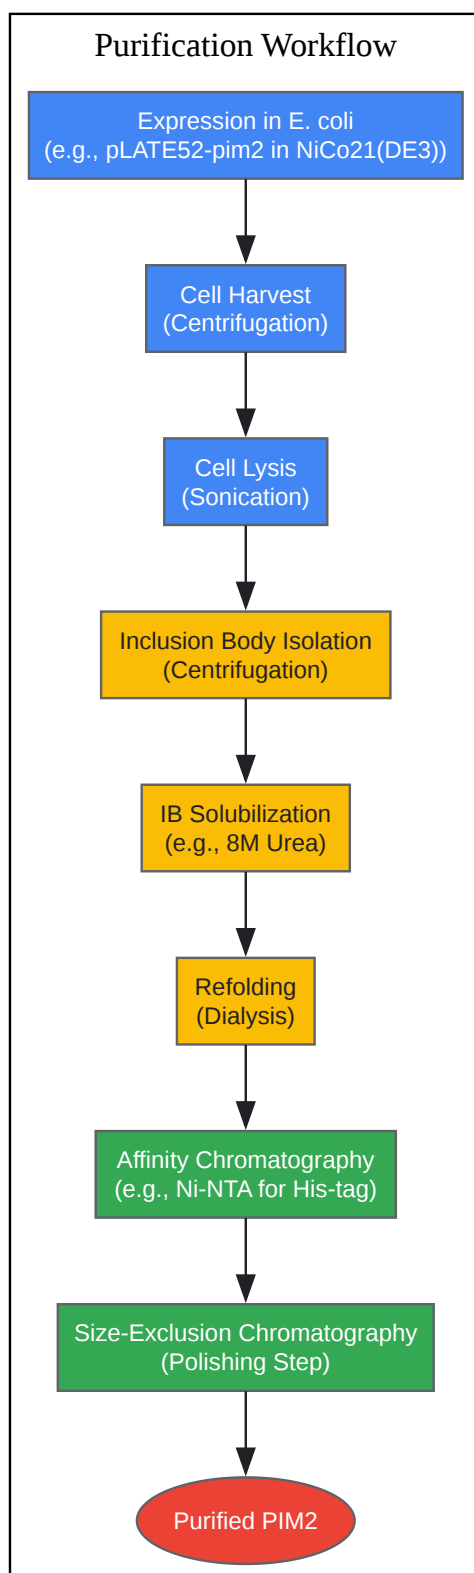 Purification Workflow
Expression in E. coli
(e.g., pLATE52-pim2 in NiCo21(DE3))
Cell Harvest
(Centrifugation)
Cell Lysis
(Sonication)
Inclusion Body Isolation
(Centrifugation)
IB Solubilization
(e.g., 8M Urea)
Refolding
(Dialysis)
Affinity Chromatography
(e.g., Ni-NTA for His-tag)
Size-Exclusion Chromatography
(Polishing Step)
Purified PIM2